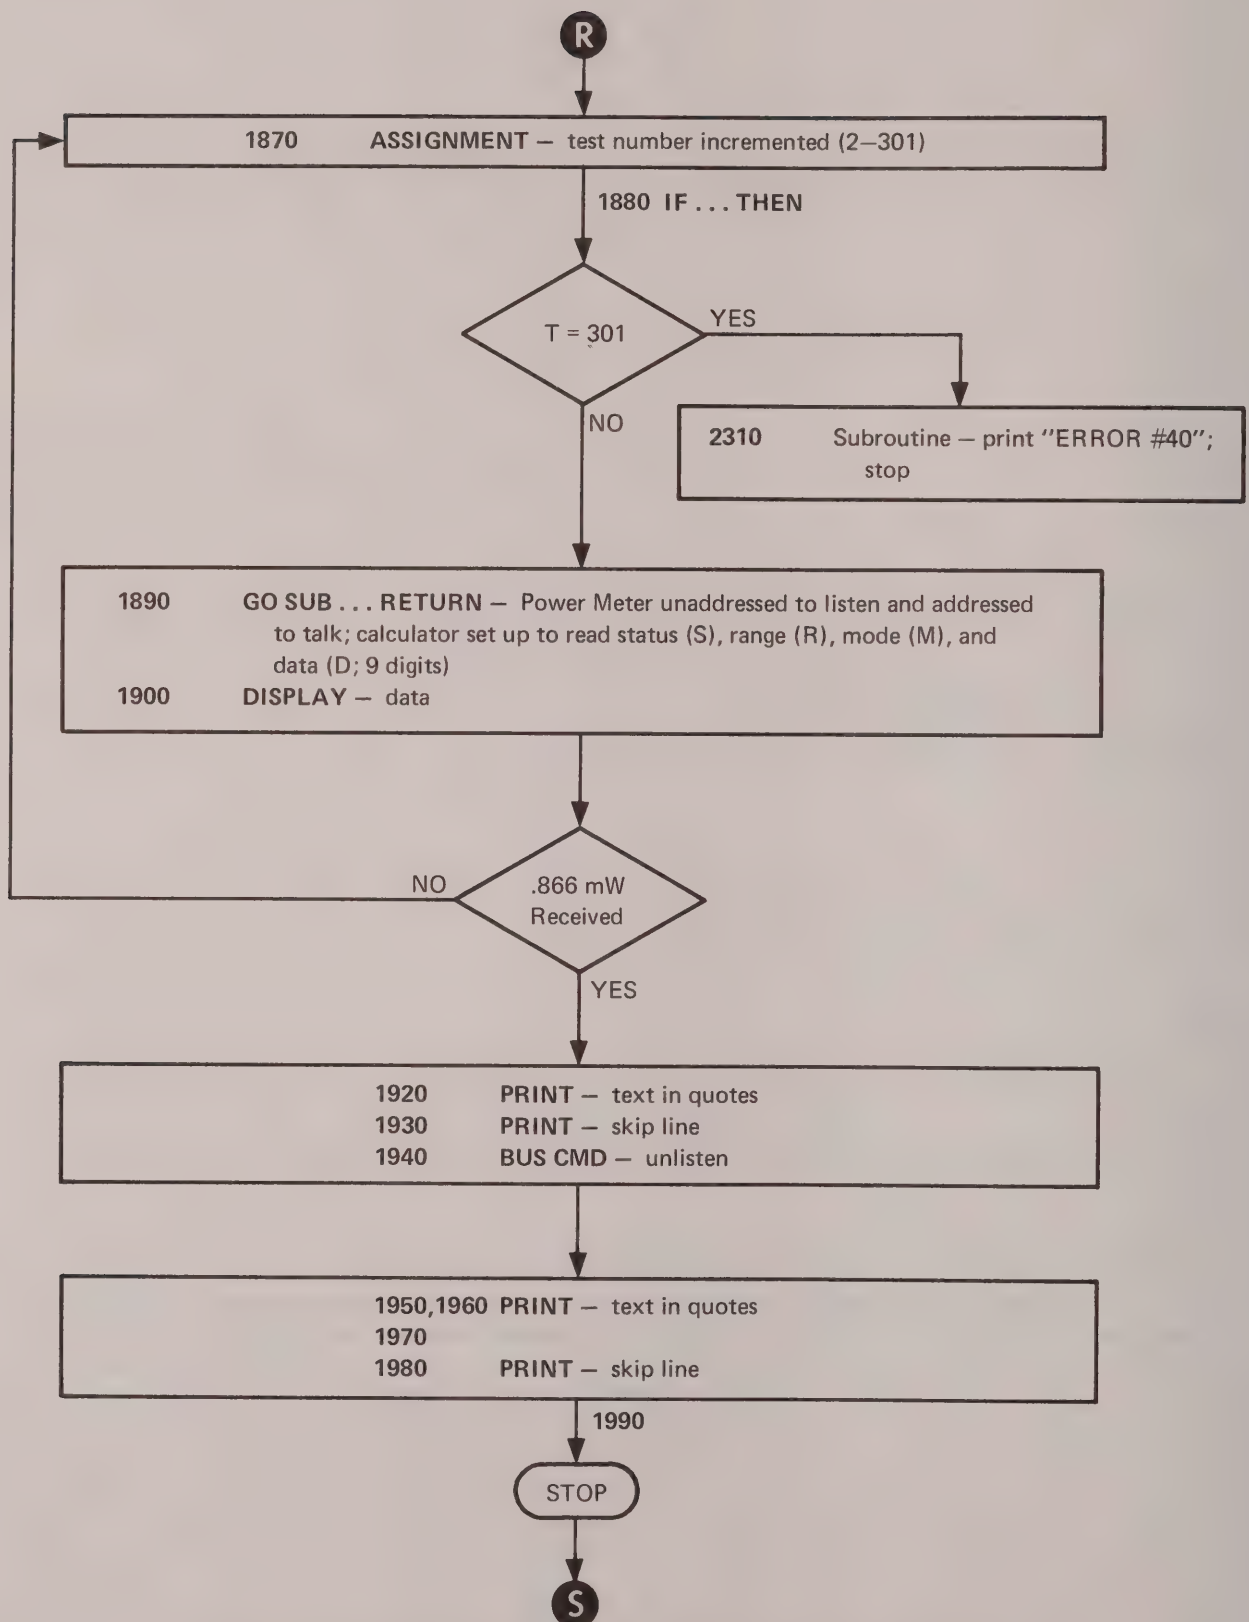 R
1870 ASSIGNMENT — test number incremented (2—301)
1880 IF . . . THEN
T = 301
YES
NO
2310 Subroutine — print "ERROR #40";
stop
1890 GO SUB . . . RETURN — Power Meter unaddressed to listen and addressed
to talk; calculator set up to read status (S), range (R), mode (M), and
data (D; 9 digits)
1900 DISPLAY — data
NO
.866 mW
Received
YES
1920 PRINT — text in quotes
1930 PRINT — skip line
1940 BUS CMD — unlisten
1950,1960 PRINT — text in quotes
1970
1980 PRINT — skip line
1990
STOP
S